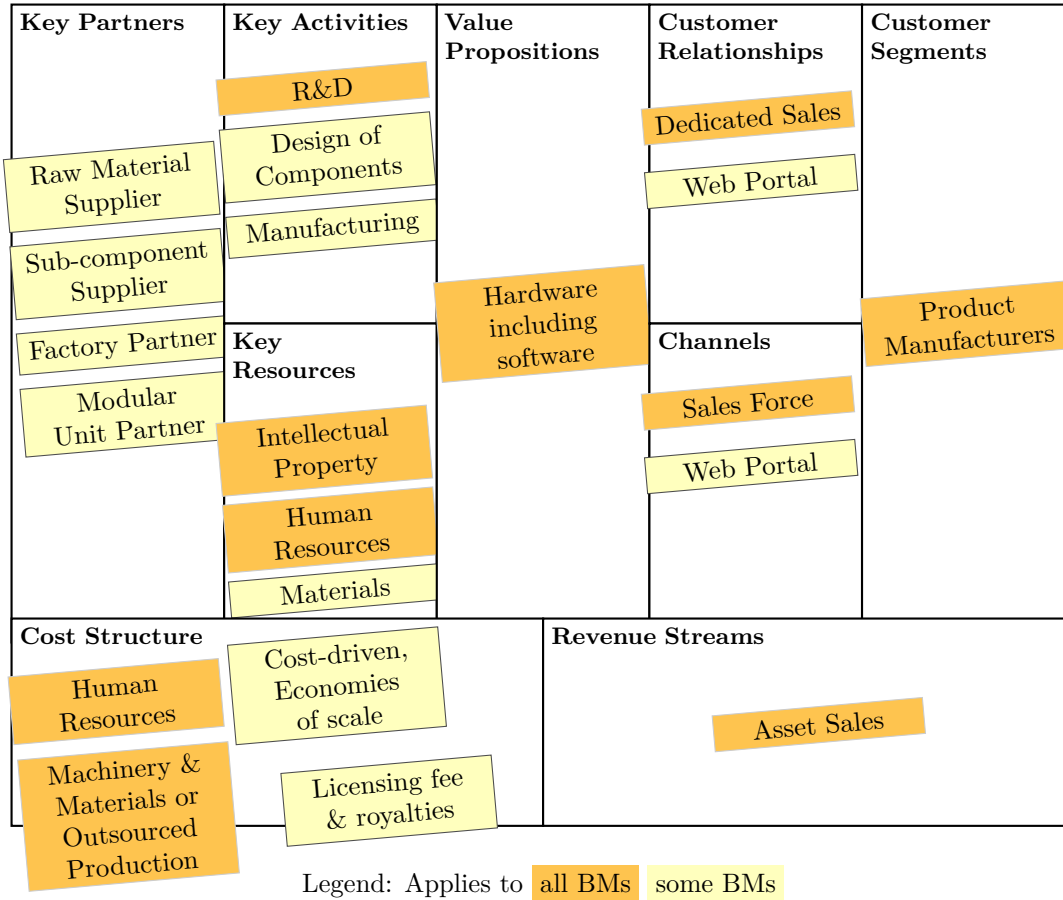 Key Partners
Raw Material
Supplier
Sub-component
Supplier
Factory Partner
Modular
Unit Partner
Key Activities
R&D
Design of
Components
Manufacturing
Key
Resources
Intellectual
Property
Human
Resources
Materials
Value
Propositions
Hardware
including
software
Customer
Relationships
Dedicated Sales
Web Portal
Channels
Sales Force
Web Portal
Customer
Segments
Product
Manufacturers
Cost Structure
Human
Resources
Machinery &
Materials or
Outsourced
Production
Cost-driven,
Economies
of scale
Licensing fee
& royalties
Revenue Streams
Asset Sales
Legend: Applies to all BMs some BMs